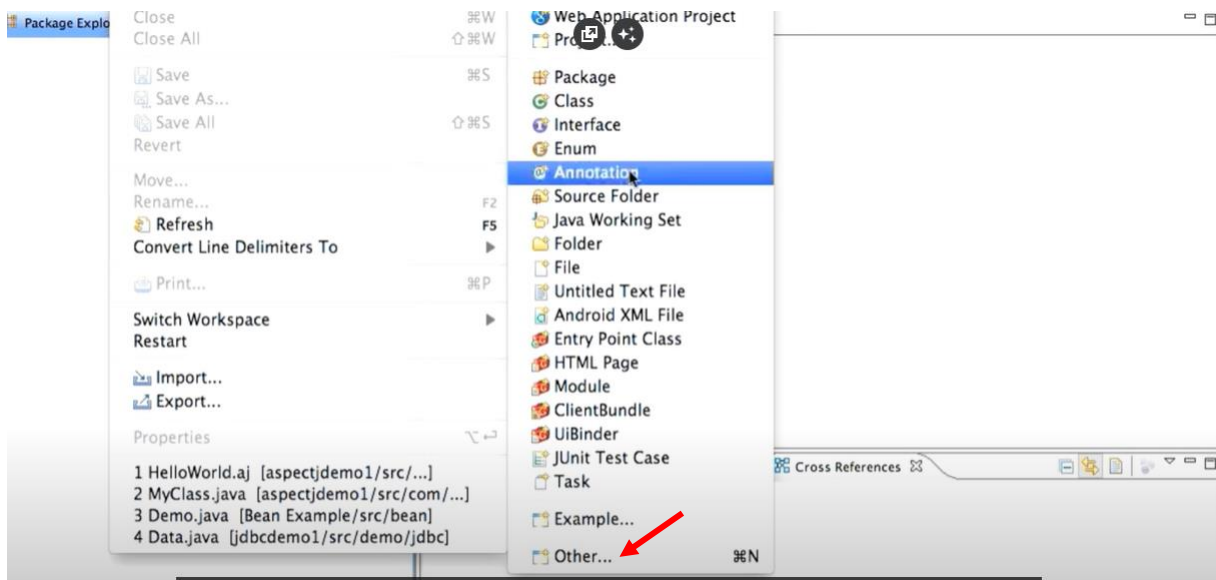 Package Explo
Close ⌘W
Close All ⇧⌘W
Save ⌘S
Save As...
Save All ⇧⌘S
Revert
Move...
Rename... F2
Refresh F5
Convert Line Delimiters To
Print... ⌘P
Switch Workspace
Restart
Import...
Export...
Properties ⌥↩
1 HelloWorld.aj [aspectjdemo1/src/...]
2 MyClass.java [aspectjdemo1/src/com/...]
3 Demo.java [Bean Example/src/bean]
4 Data.java [jdbcdemo1/src/demo/jdbc]
Web Application Project
Package
Class
Interface
Enum
Annotation
Source Folder
Java Working Set
Folder
File
Untitled Text File
Android XML File
Entry Point Class
HTML Page
Module
ClientBundle
UiBinder
JUnit Test Case
Task
Example...
Other... ⌘N
Cross References